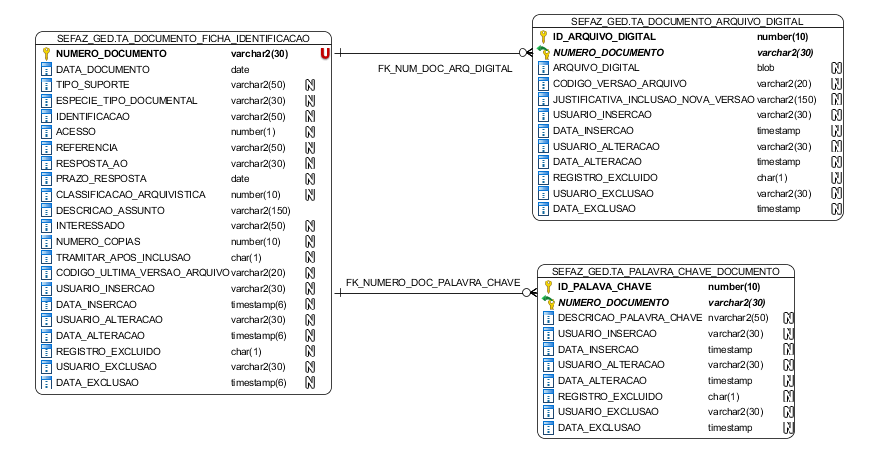 SEFAZ_GED.TA_DOCUMENTO_FICHA_IDENTIFICACAO
NUMERO_DOCUMENTO varchar2(30) U
DATA_DOCUMENTO date
TIPO_SUPORTE varchar2(50) N
ESPECIE_TIPO_DOCUMENTAL varchar2(30) N
IDENTIFICACAO varchar2(50) N
ACESSO number(1) N
REFERENCIA varchar2(50) N
RESPOSTA_AO varchar2(30) N
PRAZO_RESPOSTA date N
CLASSIFICACAO_ARQUIVISTICA number(10) N
DESCRICAO_ASSUNTO varchar2(150)
INTERESSADO varchar2(50) N
NUMERO_COPIAS number(10) N
TRAMITAR_APOS_INCLUSAO char(1) N
CODIGO_ULTIMA_VERSAO_ARQUIVO varchar2(20) N
USUARIO_INSERCAO varchar2(30) N
DATA_INSERCAO timestamp(6) N
USUARIO_ALTERACAO varchar2(30) N
DATA_ALTERACAO timestamp(6) N
REGISTRO_EXCLUIDO char(1) N
USUARIO_EXCLUSAO varchar2(30) N
DATA_EXCLUSAO timestamp(6) N
FK_NUM_DOC_ARQ_DIGITAL
SEFAZ_GED.TA_DOCUMENTO_ARQUIVO_DIGITAL
ID_ARQUIVO_DIGITAL number(10)
NUMERO_DOCUMENTO varchar2(30)
ARQUIVO_DIGITAL blob N
CODIGO_VERSAO_ARQUIVO varchar2(20) N
JUSTIFICATIVA_INCLUSAO_NOVA_VERSAO varchar2(150) N
USUARIO_INSERCAO varchar2(30) N
DATA_INSERCAO timestamp N
USUARIO_ALTERACAO varchar2(30) N
DATA_ALTERACAO timestamp N
REGISTRO_EXCLUIDO char(1) N
USUARIO_EXCLUSAO varchar2(30) N
DATA_EXCLUSAO timestamp N
FK_NUMERO_DOC_PALAVRA_CHAVE
SEFAZ_GED.TA_PALAVRA_CHAVE_DOCUMENTO
ID_PALAVA_CHAVE number(10)
NUMERO_DOCUMENTO varchar2(30)
DESCRICAO_PALAVRA_CHAVE nvarchar2(50) N
USUARIO_INSERCAO varchar2(30) N
DATA_INSERCAO timestamp N
USUARIO_ALTERACAO varchar2(30) N
DATA_ALTERACAO timestamp N
REGISTRO_EXCLUIDO char(1) N
USUARIO_EXCLUSAO varchar2(30) N
DATA_EXCLUSAO timestamp N